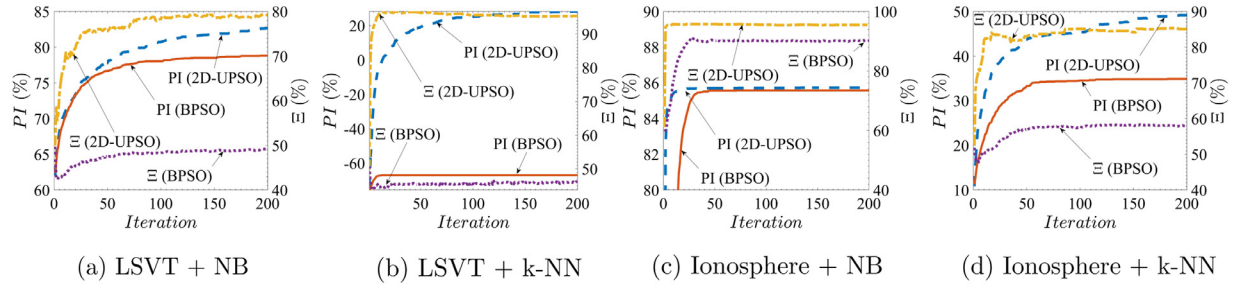 85
80
75
70
65
60
PI (%)
80
70
60
50
40
Ξ (%)
PI (2D-UPSO)
PI (BPSO)
Ξ (2D-UPSO)
Ξ (BPSO)
0 50 100 150 200
Iteration
(a) LSVT + NB
20
0
-20
-40
-60
PI (%)
90
80
70
60
50
Ξ (%)
PI (2D-UPSO)
Ξ (2D-UPSO)
Ξ (BPSO)
PI (BPSO)
0 50 100 150 200
Iteration
(b) LSVT + k-NN
90
88
86
84
82
80
PI (%)
100
80
60
40
Ξ (%)
Ξ (BPSO)
Ξ (2D-UPSO)
PI (2D-UPSO)
PI (BPSO)
0 50 100 150 200
Iteration
(c) Ionosphere + NB
50
40
30
20
10
PI (%)
90
80
70
60
50
40
Ξ (%)
Ξ (2D-UPSO)
PI (2D-UPSO)
PI (BPSO)
Ξ (BPSO)
0 50 100 150 200
Iteration
(d) Ionosphere + k-NN